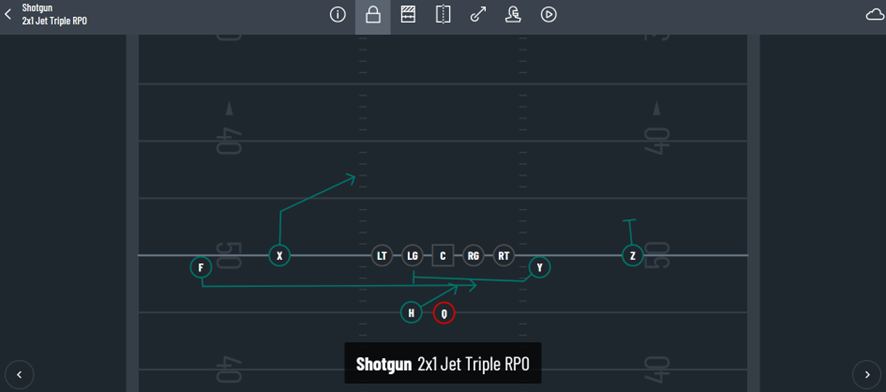 Shotgun
2x1 Jet Triple RPO
40 40
50 50
X LT LG C RG RT Z
F Y
H Q
Shotgun 2x1 Jet Triple RPO
40 40